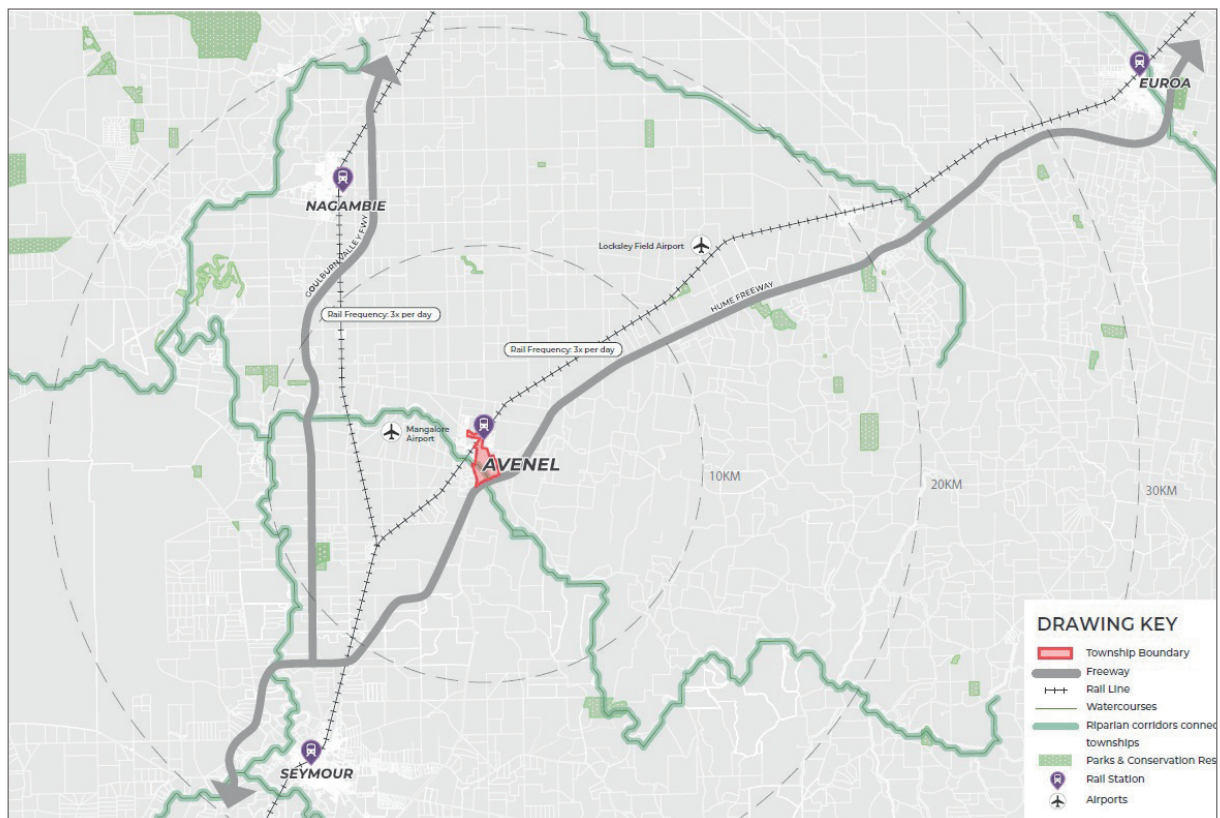 EUROA
NAGAMBIE
GOULBURN VALLEY FWY
Locksley Field Airport
HUME FREEWAY
Rail Frequency: 3x per day
Rail Frequency: 3x per day
Mangalore
Airport
AVENEL
10KM
20KM
30KM
SEYMOUR
DRAWING KEY
Township Boundary
Freeway
Rail Line
Watercourses
Riparian corridors connec
townships
Parks & Conservation Res
Rail Station
Airports